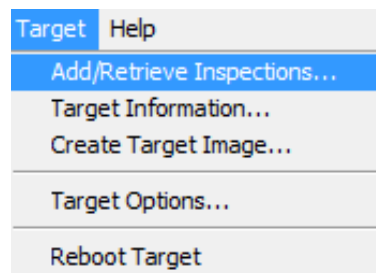 Target Help
Add/Retrieve Inspections...
Target Information...
Create Target Image...
Target Options...
Reboot Target